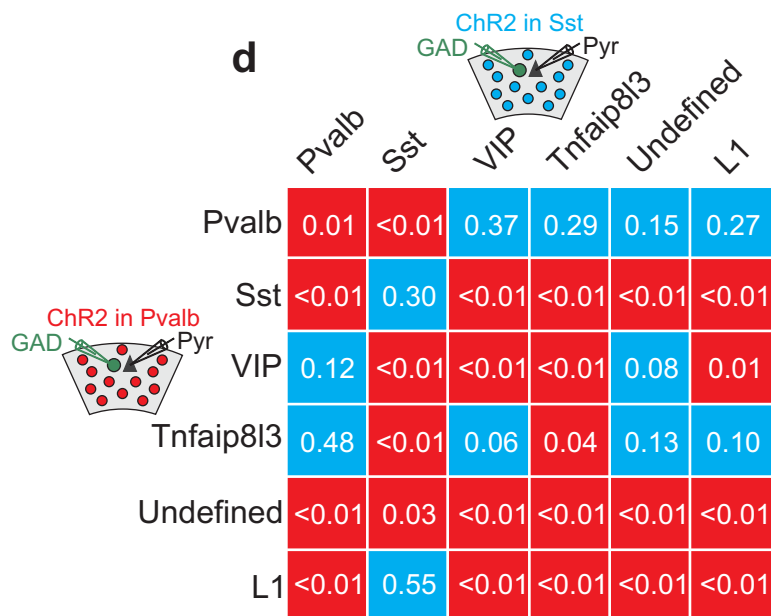 d
ChR2 in Sst
GAD Pyr
Pvalb Sst VIP Tnfaip8l3 Undefined L1
Pvalb 0.01 <0.01 0.37 0.29 0.15 0.27
Sst <0.01 0.30 <0.01 <0.01 <0.01 <0.01
ChR2 in Pvalb
GAD Pyr
VIP 0.12 <0.01 <0.01 <0.01 0.08 0.01
Tnfaip8l3 0.48 <0.01 0.06 0.04 0.13 0.10
Undefined <0.01 0.03 <0.01 <0.01 <0.01 <0.01
L1 <0.01 0.55 <0.01 <0.01 <0.01 <0.01